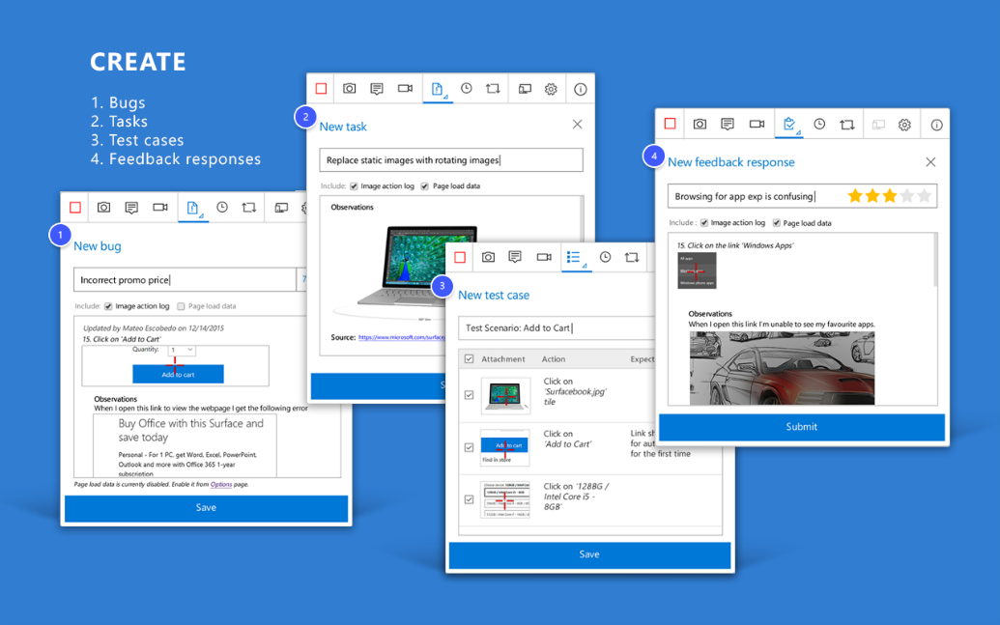 CREATE
1. Bugs
2. Tasks
3. Test cases
4. Feedback responses
1
New bug
Incorrect promo price
7
Include:
Image action log
Page load data
Updated by Mateo Escobedo on 12/14/2015
15. Click on 'Add to Cart'
Quantity: 1
Add to cart
Observations
When I open this link to view the webpage I get the following error
Buy Office with this Surface and
save today
Personal - For 1 PC, get Word, Excel, PowerPoint,
Outlook and more with Office 365 1-year
subscription
Page load data is currently disabled. Enable it from Options page.
Save
2
New task
Replace static images with rotating images
Include:
Image action log
Page load data
Observations
Source: https://www.microsoft.com/surface
S
3
New test case
Test Scenario: Add to Cart
Attachment Action Expect
Click on
'Surfacebook.jpg'
tile
Add to cart
Find in store
Click on
'Add to Cart'
Link sh
for aut
for the first time
Click on '128BG /
Intel Core i5 -
8GB'
Save
4
New feedback response
Browsing for app exp is confusing
Include :
Image action log
Page load data
15. Click on the link 'Windows Apps'
All apps
Windows phone apps
Observations
When I open this link I'm unable to see my favourite apps.
Submit